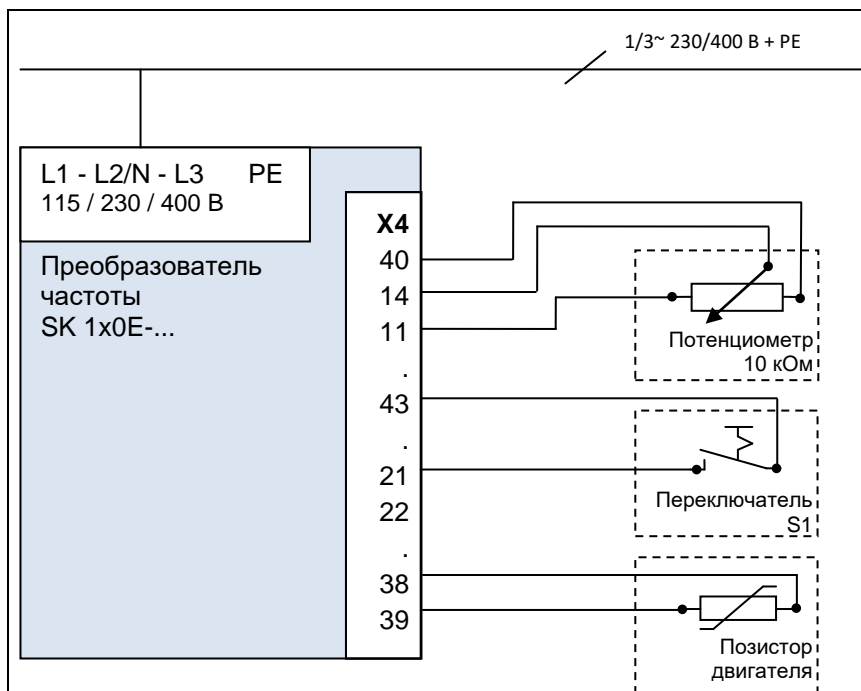 1/3~ 230/400 В + PE
L1 - L2/N - L3 PE
115 / 230 / 400 В
Преобразователь
частоты
SK 1x0E-...
X4
40
14
11
.
43
.
21
22
.
38
39
Потенциометр
10 кОм
Переключатель
S1
Позистор
двигателя